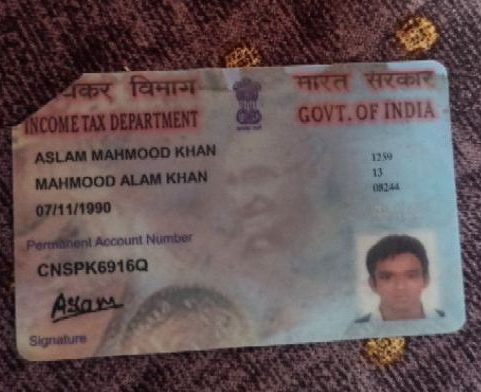 आयकर विभाग
INCOME TAX DEPARTMENT
भारत सरकार
GOVT. OF INDIA
ASLAM MAHMOOD KHAN
MAHMOOD ALAM KHAN
07/11/1990
Permanent Account Number
CNSPK6916Q
Aslam
Signature
1259
13
08244